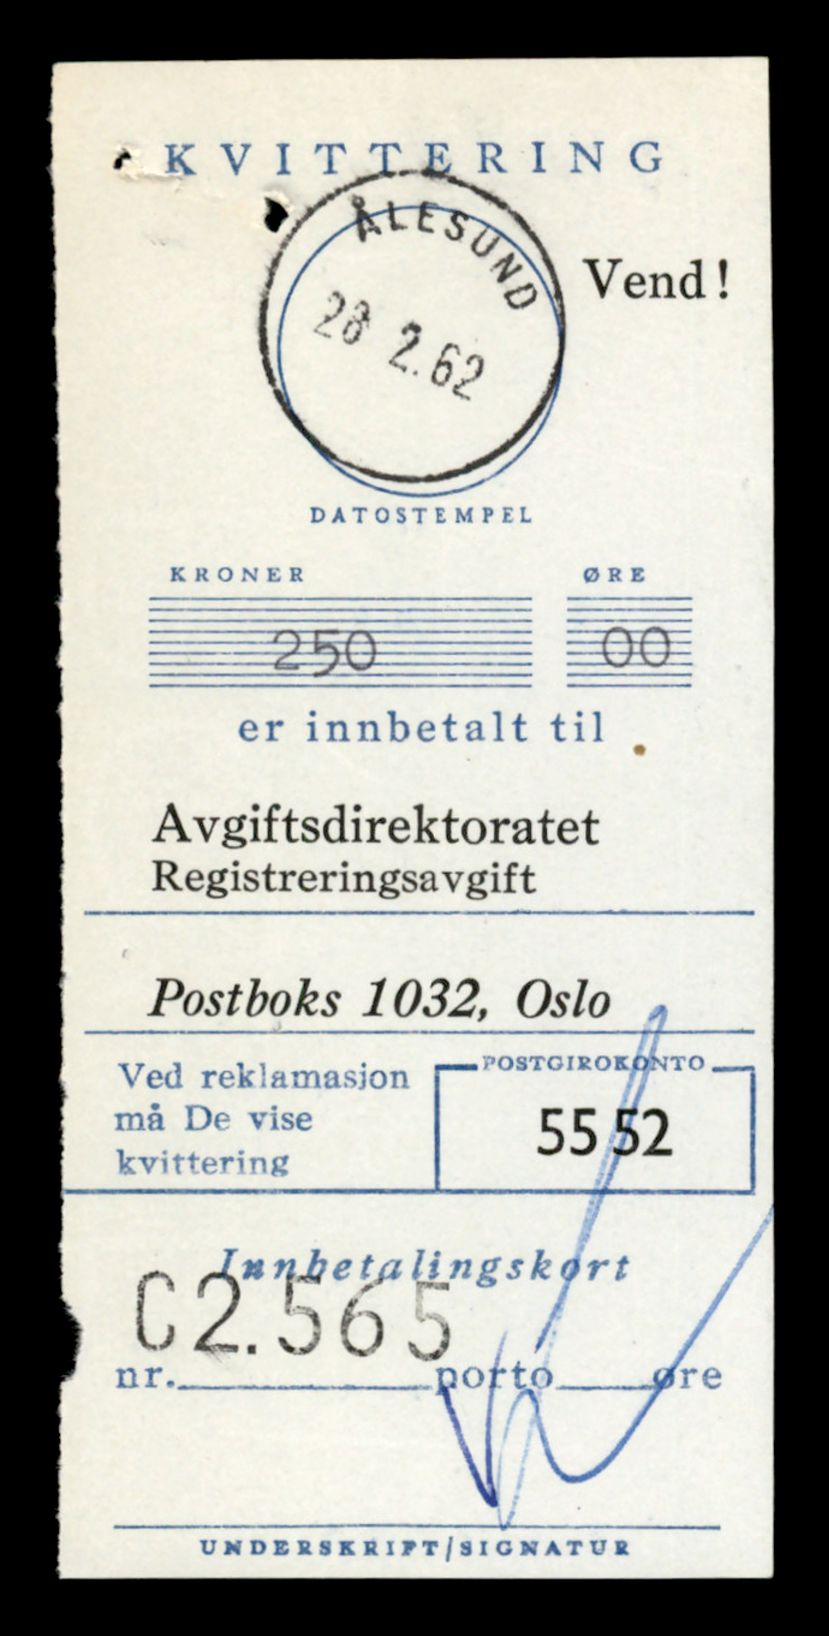 KVITTERING
ÅLESUND
Vend!
28 2.62
DATOSTEMPEL
KRONER ØRE
250 00
er innbetalt til
Avgiftsdirektoratet
Registreringsavgift
Postboks 1032, Oslo
Ved reklamasjon
må De vise
kvittering
POSTGIROKONTO
55 52
Innbetalingskort
C2.565
nr. porto øre
UNDERSKRIFT/SIGNATUR